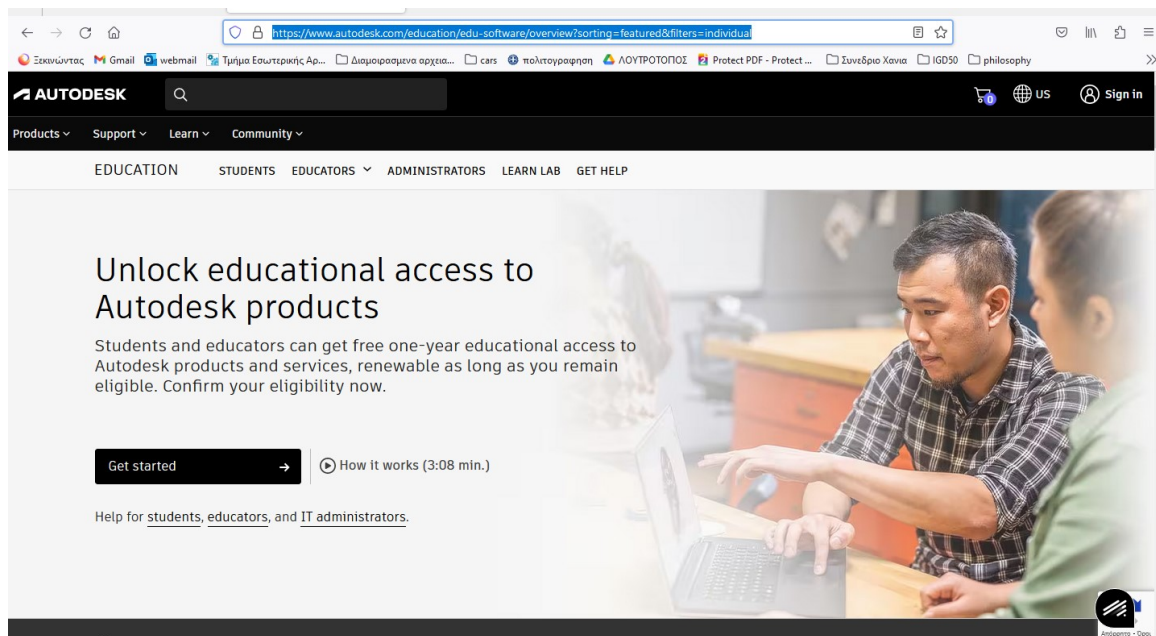 https://www.autodesk.com/education/edu-software/overview?sorting=featured&filters=individual
Ξεκινώντας Gmail webmail Τμήμα Εσωτερικής Αρ... Διαμοιρασμενα αρχεια... cars πολιτογραφηση ΛΟΥΤΡΟΤΟΠΟΣ Protect PDF - Protect ... Συνεδριο Χανια IGD50 philosophy
AUTODESK 0 US Sign in
Products Support Learn Community
EDUCATION STUDENTS EDUCATORS ADMINISTRATORS LEARN LAB GET HELP
Unlock educational access to
Autodesk products
Students and educators can get free one-year educational access to
Autodesk products and services, renewable as long as you remain
eligible. Confirm your eligibility now.
Get started → How it works (3:08 min.)
Help for students, educators, and IT administrators.
Απόρρητο - Όροι